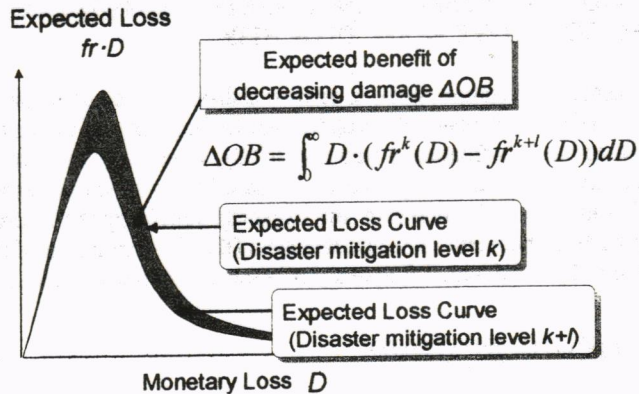 Expected Loss
fr·D
Expected benefit of
decreasing damage ΔOB
ΔOB = ∫₀^∞ D·(fr^k(D) − fr^{k+l}(D))dD
Expected Loss Curve
(Disaster mitigation level k)
Expected Loss Curve
(Disaster mitigation level k+l)
Monetary Loss D